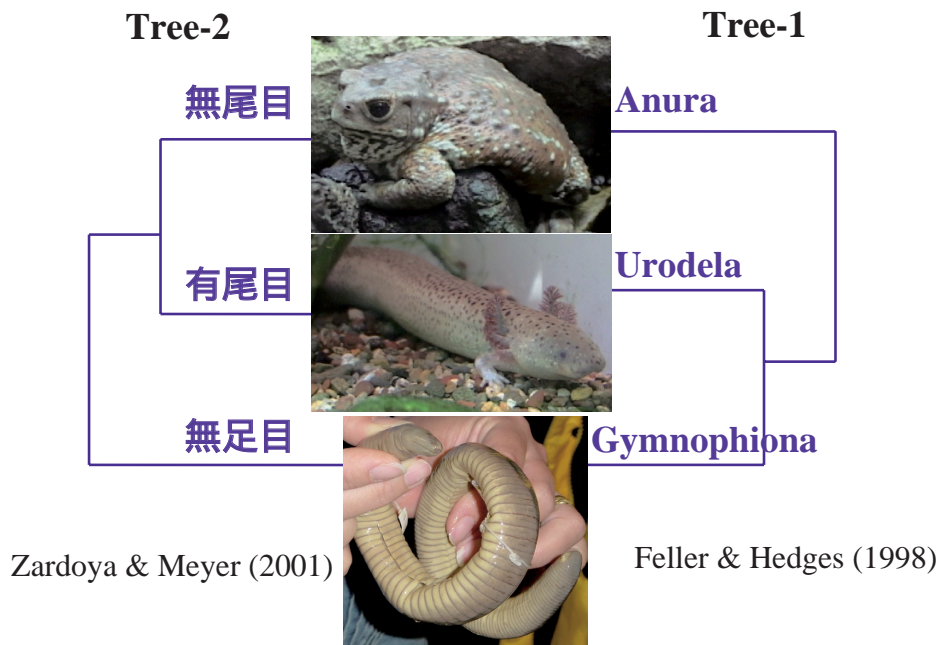 Tree-2
Tree-1
無尾目
Anura
有尾目
Urodela
無足目
Gymnophiona
Zardoya & Meyer (2001)
Feller & Hedges (1998)